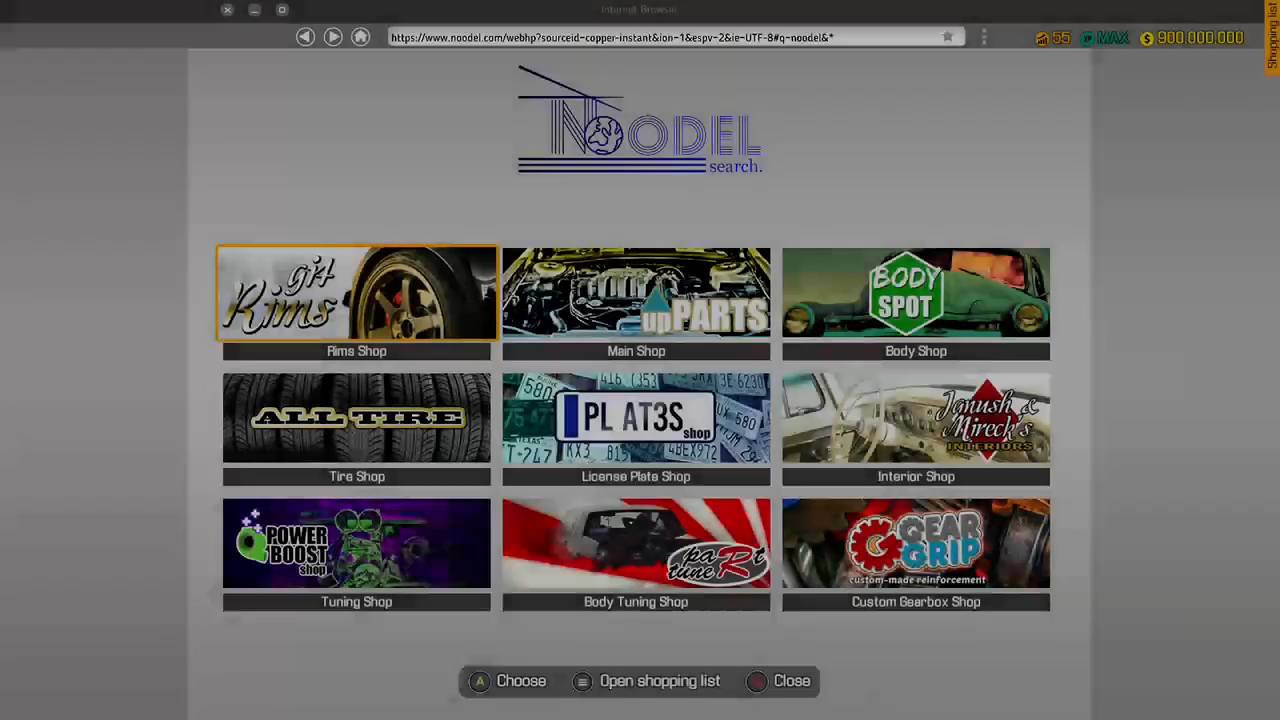 Internet Browser
https://www.noodel.com/webhp?sourceid-copper-instant&ion-1&espv-2&ie-UTF-8#q-noodel&*
55 MAX $ 900,000,000
Shopping list
NOODEL
search.
girl Rims
upPARTS
BODY SPOT
Rims Shop
Main Shop
Body Shop
ALL TIRE
PL AT3S shop
Janush & Mireck's INTERIORS
Tire Shop
License Plate Shop
Interior Shop
POWER BOOST shop
paRt tuneR
GEAR GRIP
custom-made reinforcement
Tuning Shop
Body Tuning Shop
Custom Gearbox Shop
A Choose
Open shopping list
Close